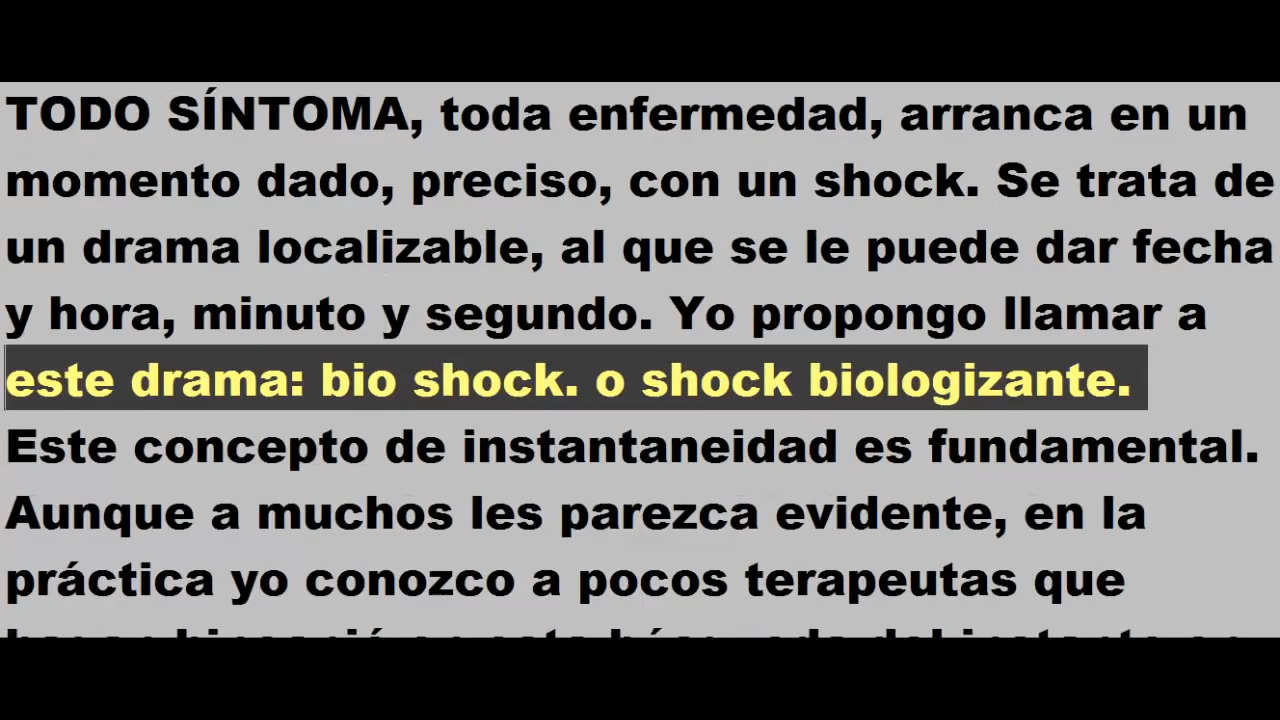 TODO SÍNTOMA, toda enfermedad, arranca en un
momento dado, preciso, con un shock. Se trata de
un drama localizable, al que se le puede dar fecha
y hora, minuto y segundo. Yo propongo llamar a
este drama: bio shock. o shock biologizante.
Este concepto de instantaneidad es fundamental.
Aunque a muchos les parezca evidente, en la
práctica yo conozco a pocos terapeutas que